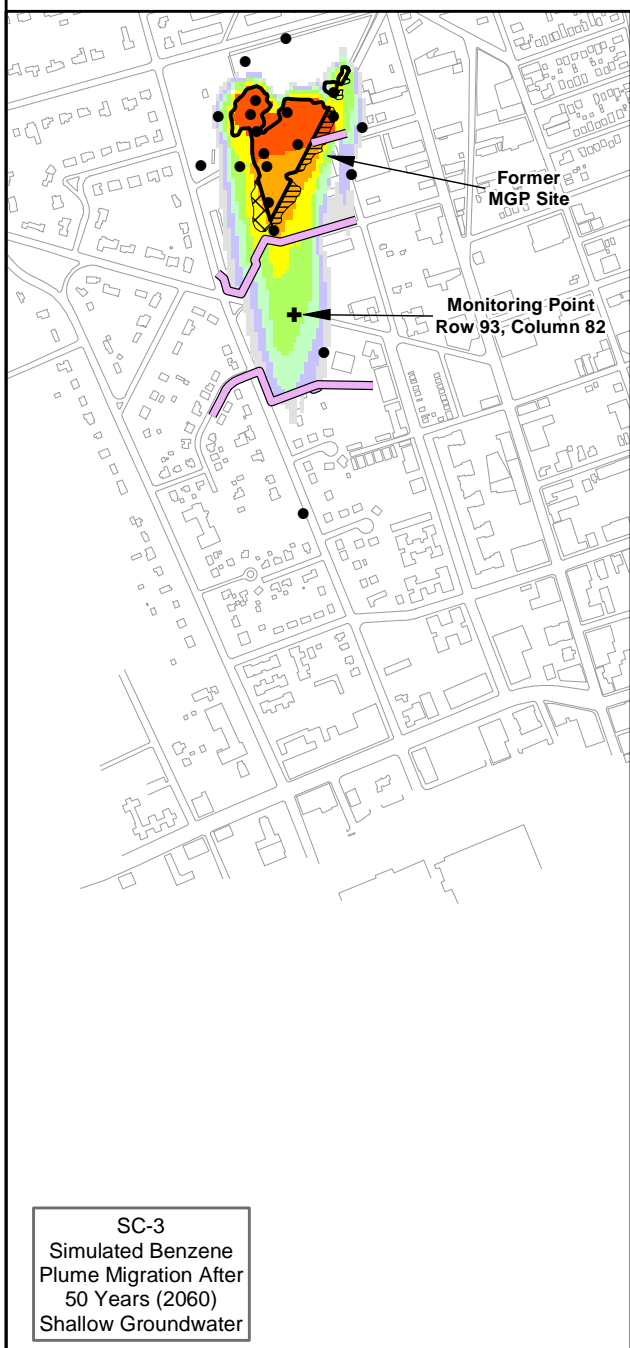 Former
MGP Site
Monitoring Point
Row 93, Column 82
SC-3
Simulated Benzene
Plume Migration After
50 Years (2060)
Shallow Groundwater